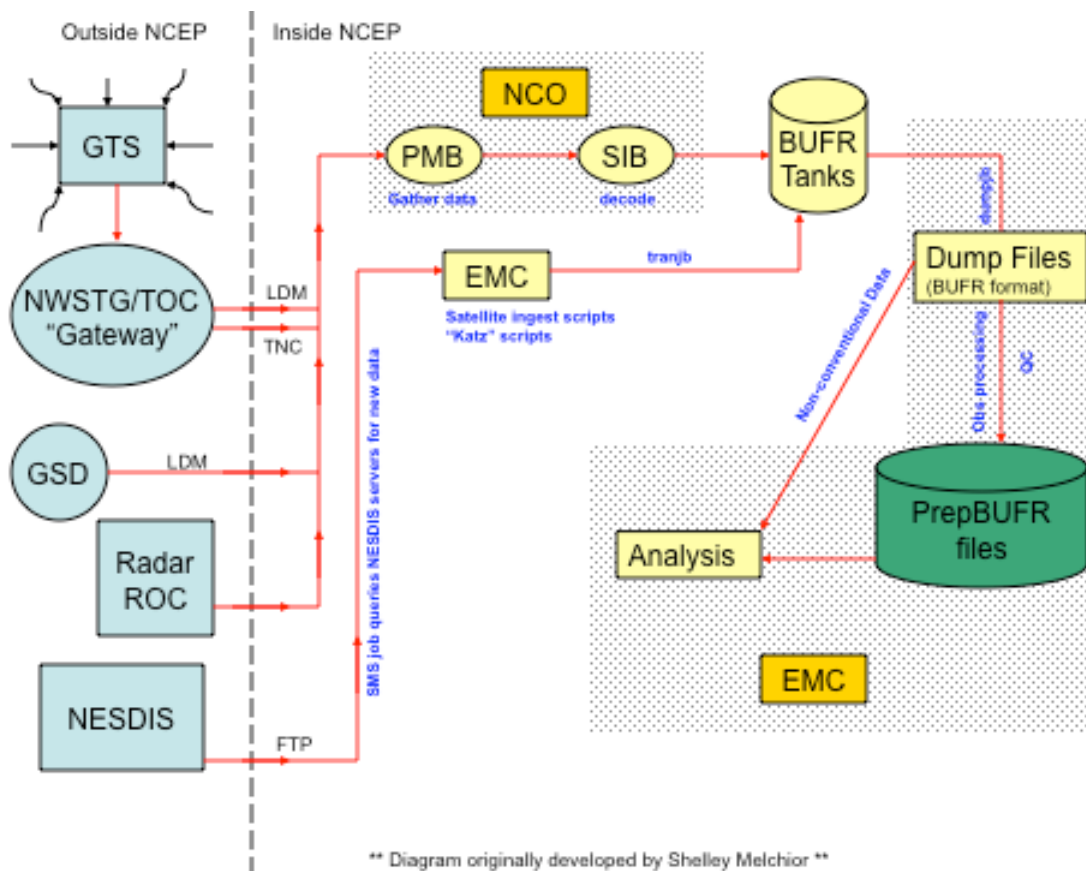 Outside NCEP
Inside NCEP
GTS
NWSTG/TOC
“Gateway”
LDM
TNC
GSD
LDM
Radar
ROC
NESDIS
FTP
NCO
PMB
Gather data
SIB
decode
BUFR
Tanks
EMC
tranjb
Satellite ingest scripts
“Katz” scripts
SMS job queries NESDIS servers for new data
dumpjb
Dump Files
(BUFR format)
Non-conventional Data
Obs-processing
QC
PrepBUFR
files
Analysis
EMC
** Diagram originally developed by Shelley Melchior **